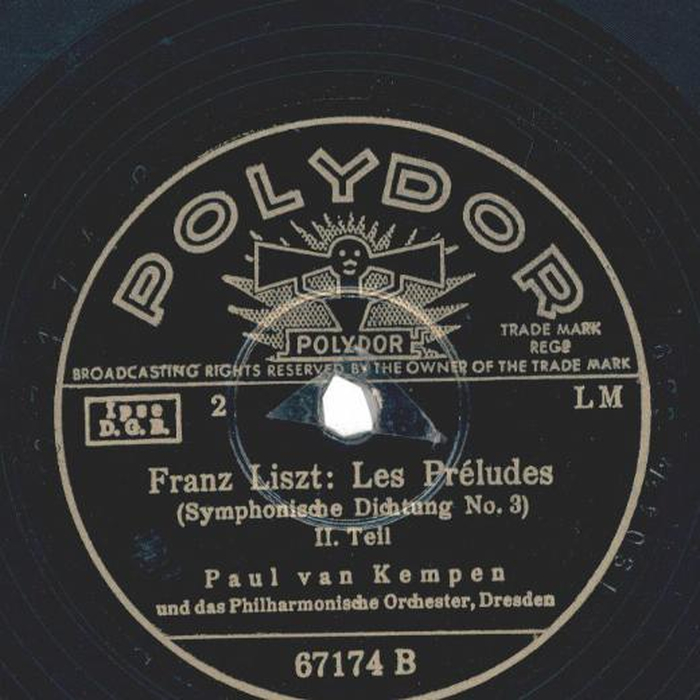 POLYDOR
POLYDOR
TRADE MARK
REGD
BROADCASTING RIGHTS RESERVED BY THE OWNER OF THE TRADE MARK
D.G.R.
2
LM
Franz Liszt: Les Préludes
(Symphonische Dichtung No. 3)
II. Teil
Paul van Kempen
und das Philharmonische Orchester, Dresden
67174 B